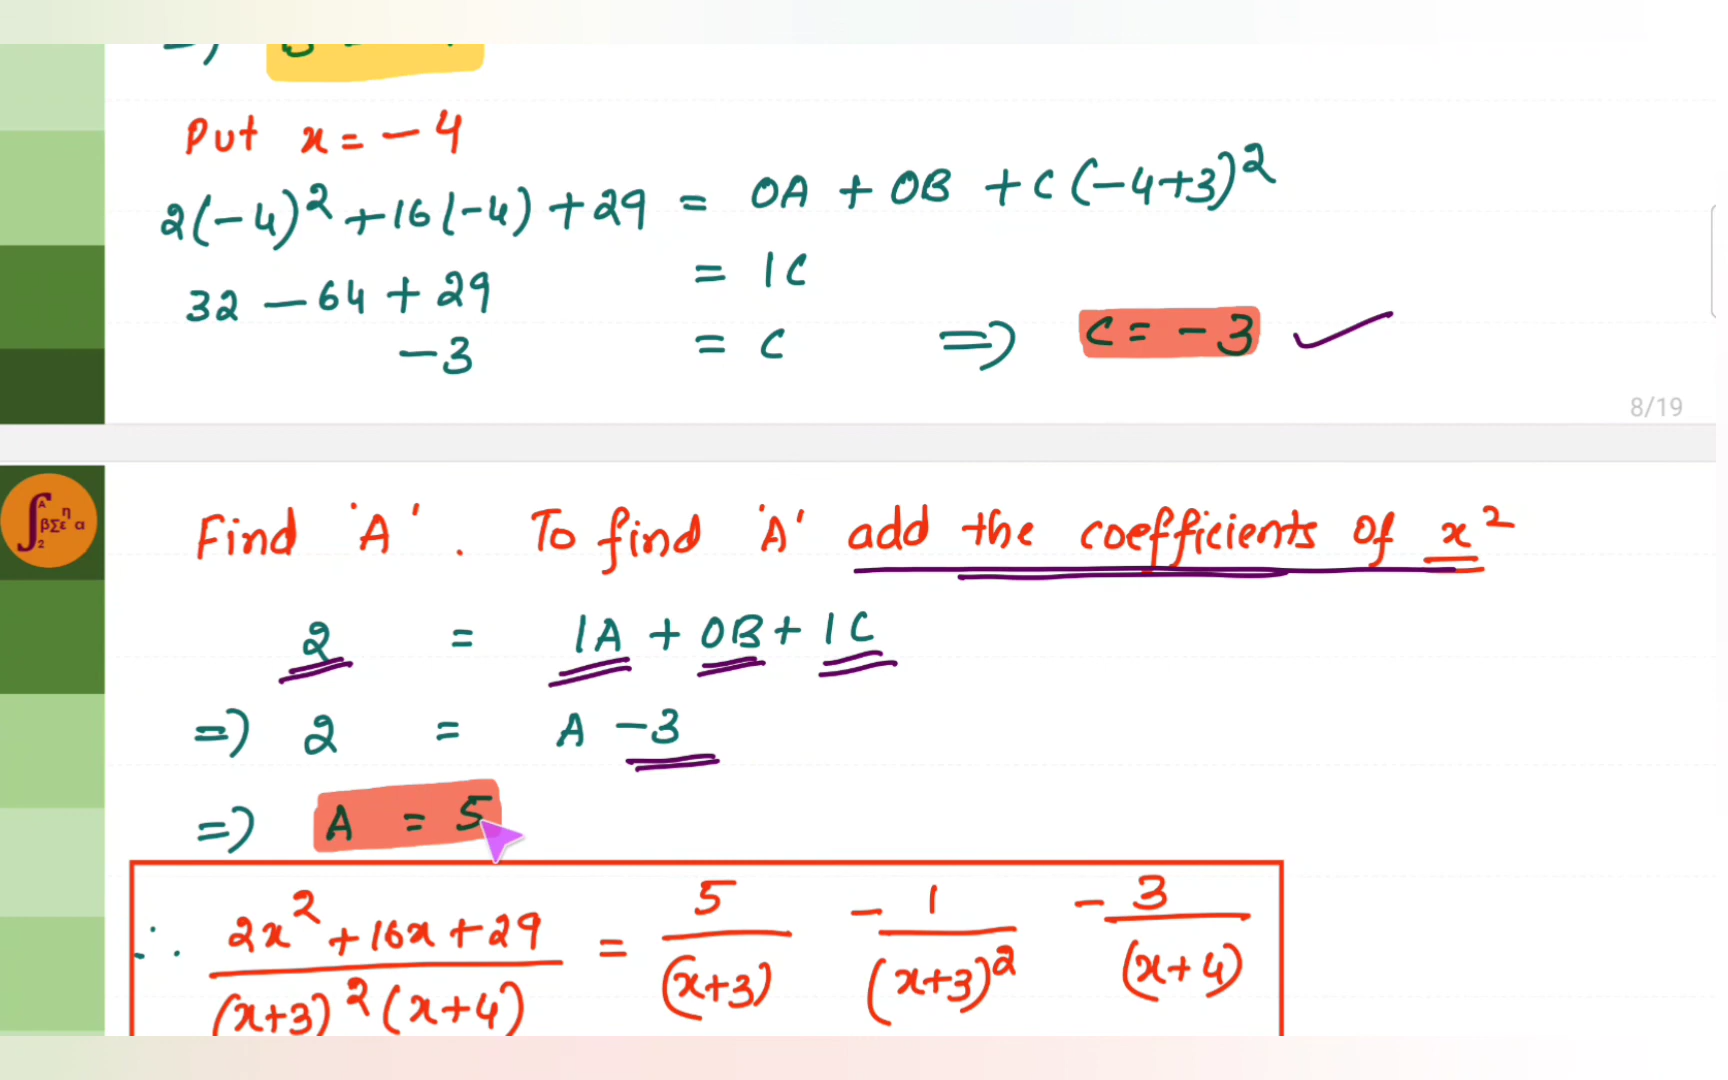 Put x = -4
2(-4)² + 16(-4) + 29 = 0A + 0B + C(-4+3)²
32 - 64 + 29 = 1C
-3 = C => C = -3
8/19
Find 'A'. To find 'A' add the coefficients of x²
2 = 1A + 0B + 1C
=> 2 = A - 3
=> A = 5
∴ (2x² + 16x + 29)/((x+3)²(x+4)) = 5/(x+3) - 1/(x+3)² - 3/(x+4)